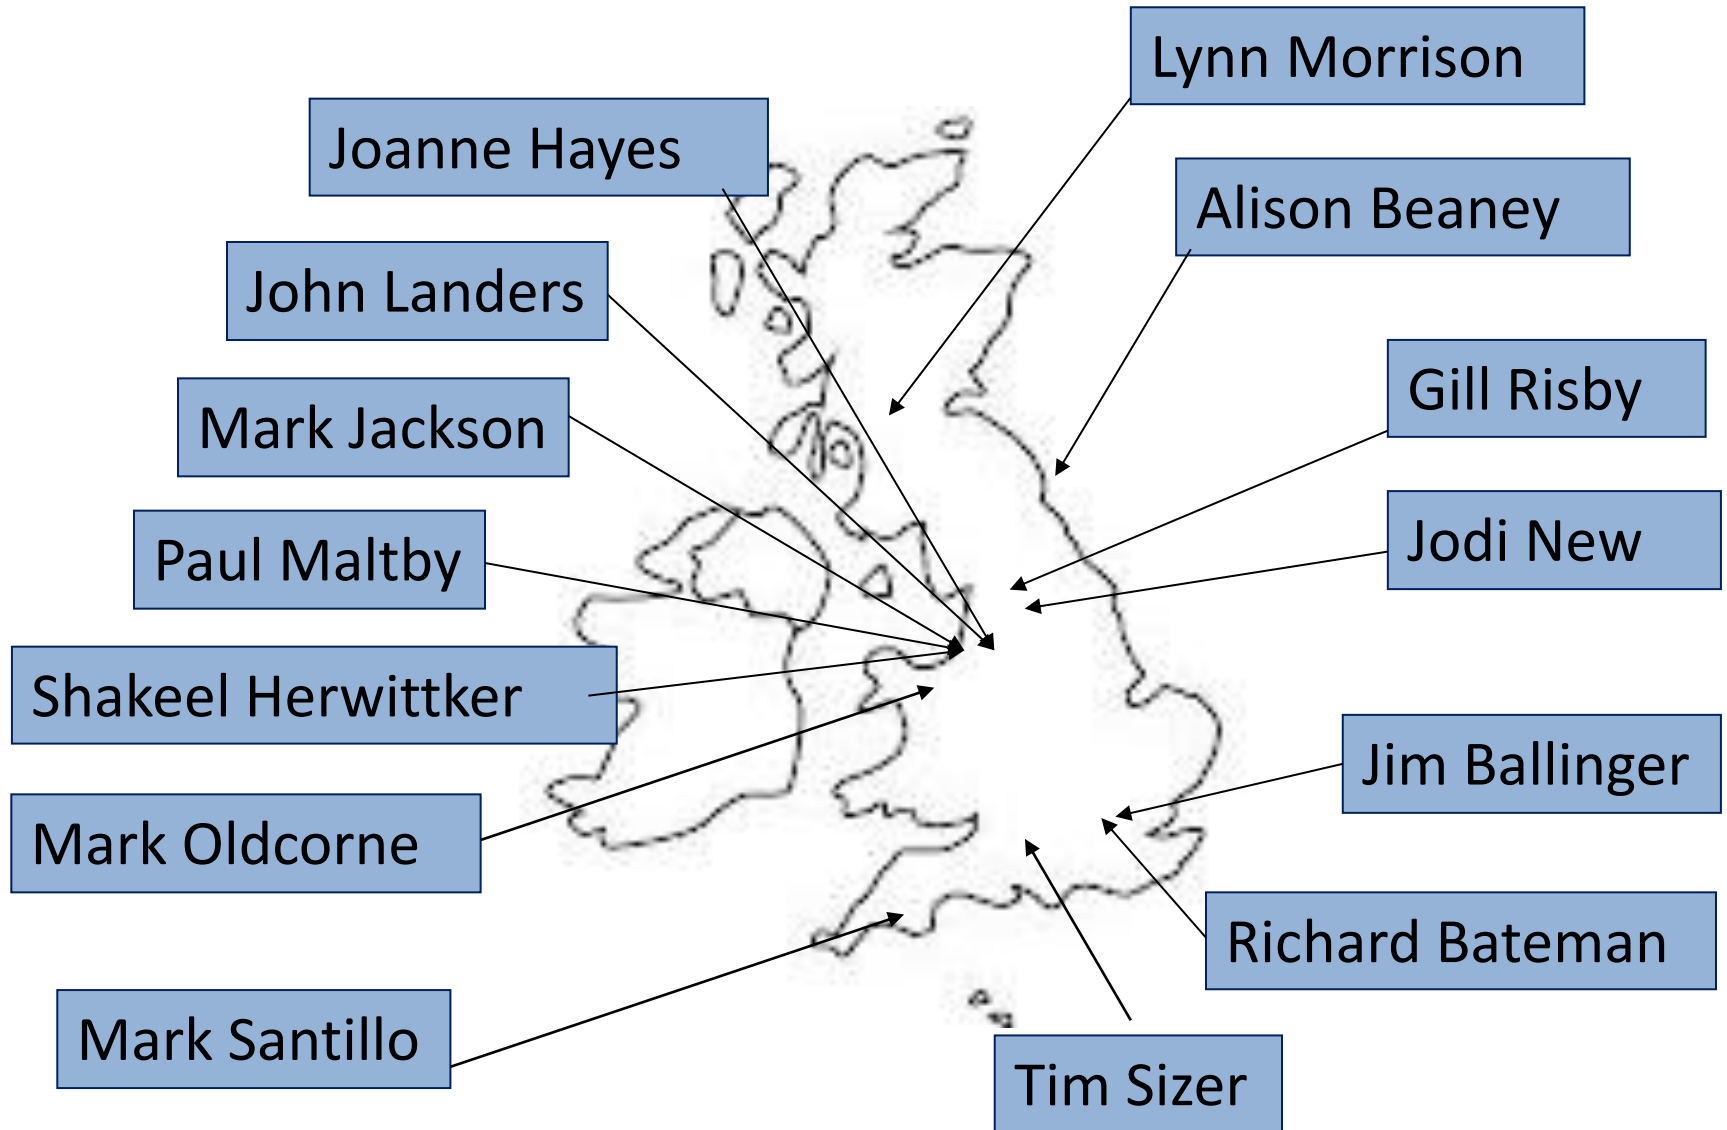 Lynn Morrison
Joanne Hayes
Alison Beaney
John Landers
Gill Risby
Mark Jackson
Jodi New
Paul Maltby
Shakeel Herwittker
Jim Ballinger
Mark Oldcorne
Richard Bateman
Mark Santillo
Tim Sizer